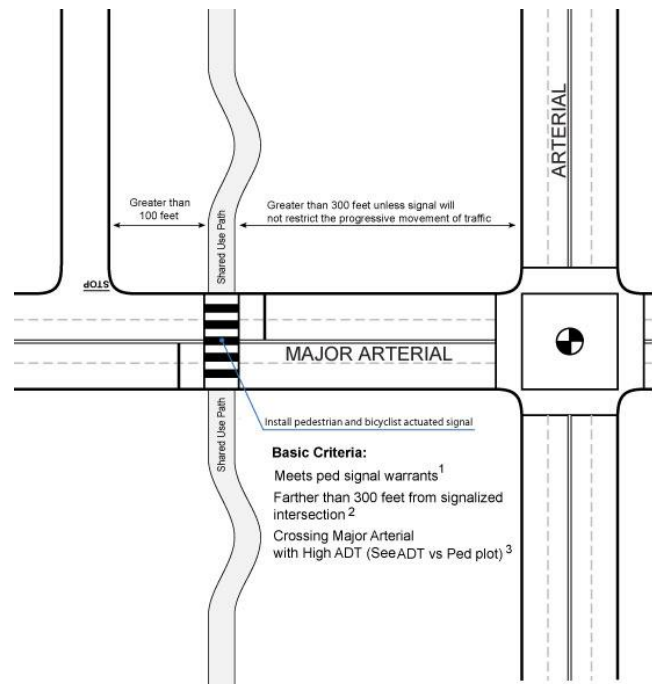 ARTERIAL
Greater than
100 feet
Shared Use Path
Greater than 300 feet unless signal will
not restrict the progressive movement of traffic
STOP
MAJOR ARTERIAL
Shared Use Path
Install pedestrian and bicyclist actuated signal
Basic Criteria:
Meets ped signal warrants1
Farther than 300 feet from signalized
intersection 2
Crossing Major Arterial
with High ADT (See ADT vs Ped plot) 3